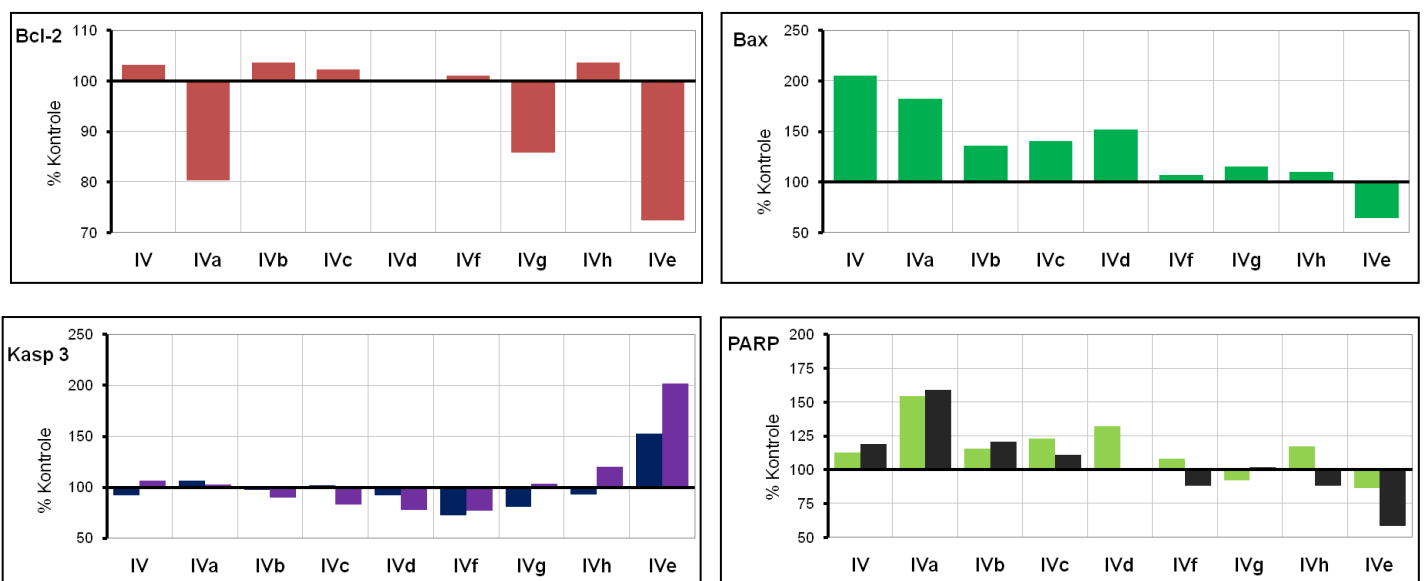 Bcl-2
% Kontrole
110
100
90
80
70
IV IVa IVb IVc IVd IVf IVg IVh IVe
Bax
% Kontrole
250
200
150
100
50
IV IVa IVb IVc IVd IVf IVg IVh IVe
Kasp 3
% Kontrole
250
200
150
100
50
IV IVa IVb IVc IVd IVf IVg IVh IVe
PARP
% Kontrole
200
175
150
125
100
75
50
IV IVa IVb IVc IVd IVf IVg IVh IVe